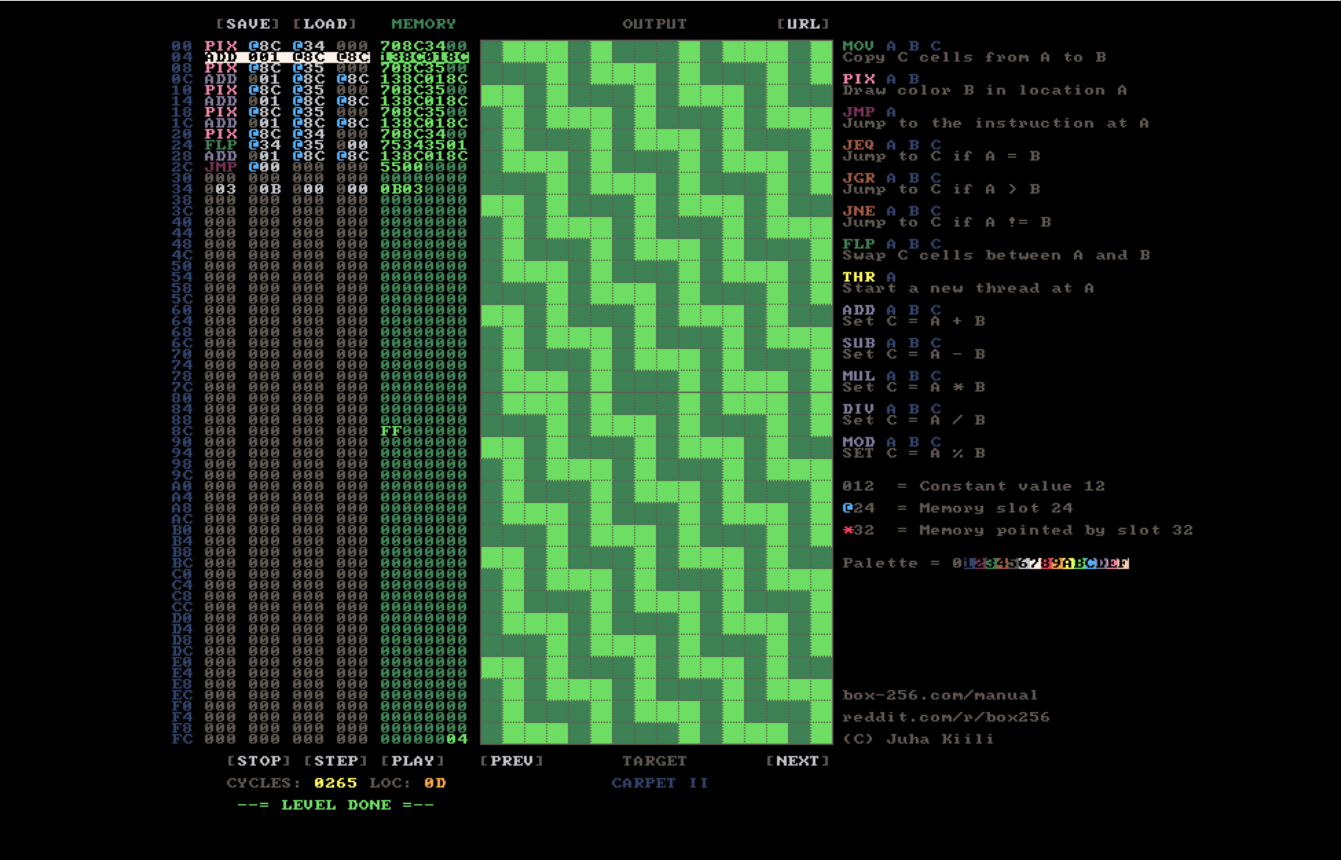 [SAVE] [LOAD] MEMORY OUTPUT [URL]
00 PIX @8C @34 000 708C3400
04 ADD 001 @8C @8C 138C018C
08 PIX @8C @35 000 708C3500
0C ADD 001 @8C @8C 138C018C
10 PIX @8C @35 000 708C3500
14 ADD 001 @8C @8C 138C018C
18 PIX @8C @35 000 708C3500
1C ADD 001 @8C @8C 138C018C
20 PIX @8C @34 000 708C3400
24 FLP @34 @35 000 75343501
28 ADD 001 @8C @8C 138C018C
2C JMP @00 000 000 55000000
30 000 000 000 000 00000000
34 003 00B 000 000 0B030000
38 000 000 000 000 00000000
3C 000 000 000 000 00000000
40 000 000 000 000 00000000
44 000 000 000 000 00000000
48 000 000 000 000 00000000
4C 000 000 000 000 00000000
50 000 000 000 000 00000000
54 000 000 000 000 00000000
58 000 000 000 000 00000000
5C 000 000 000 000 00000000
60 000 000 000 000 00000000
64 000 000 000 000 00000000
68 000 000 000 000 00000000
6C 000 000 000 000 00000000
70 000 000 000 000 00000000
74 000 000 000 000 00000000
78 000 000 000 000 00000000
7C 000 000 000 000 00000000
80 000 000 000 000 00000000
84 000 000 000 000 00000000
88 000 000 000 000 00000000
8C 000 000 000 000 FF000000
90 000 000 000 000 00000000
94 000 000 000 000 00000000
98 000 000 000 000 00000000
9C 000 000 000 000 00000000
A0 000 000 000 000 00000000
A4 000 000 000 000 00000000
A8 000 000 000 000 00000000
AC 000 000 000 000 00000000
B0 000 000 000 000 00000000
B4 000 000 000 000 00000000
B8 000 000 000 000 00000000
BC 000 000 000 000 00000000
C0 000 000 000 000 00000000
C4 000 000 000 000 00000000
C8 000 000 000 000 00000000
CC 000 000 000 000 00000000
D0 000 000 000 000 00000000
D4 000 000 000 000 00000000
D8 000 000 000 000 00000000
DC 000 000 000 000 00000000
E0 000 000 000 000 00000000
E4 000 000 000 000 00000000
E8 000 000 000 000 00000000
EC 000 000 000 000 00000000
F0 000 000 000 000 00000000
F4 000 000 000 000 00000000
F8 000 000 000 000 00000000
FC 000 000 000 000 00000004
MOV A B C
Copy C cells from A to B
PIX A B
Draw color B in location A
JMP A
Jump to the instruction at A
JEQ A B C
Jump to C if A = B
JGR A B C
Jump to C if A > B
JNE A B C
Jump to C if A != B
FLP A B C
Swap C cells between A and B
THR A
Start a new thread at A
ADD A B C
Set C = A + B
SUB A B C
Set C = A - B
MUL A B C
Set C = A * B
DIV A B C
Set C = A / B
MOD A B C
SET C = A % B
012 = Constant value 12
@24 = Memory slot 24
*32 = Memory pointed by slot 32
Palette = 0123456789ABCDEF
box-256.com/manual
reddit.com/r/box256
(C) Juha Kiili
[STOP] [STEP] [PLAY] [PREV] TARGET [NEXT]
CYCLES: 0265 LOC: 0D CARPET II
--= LEVEL DONE =--